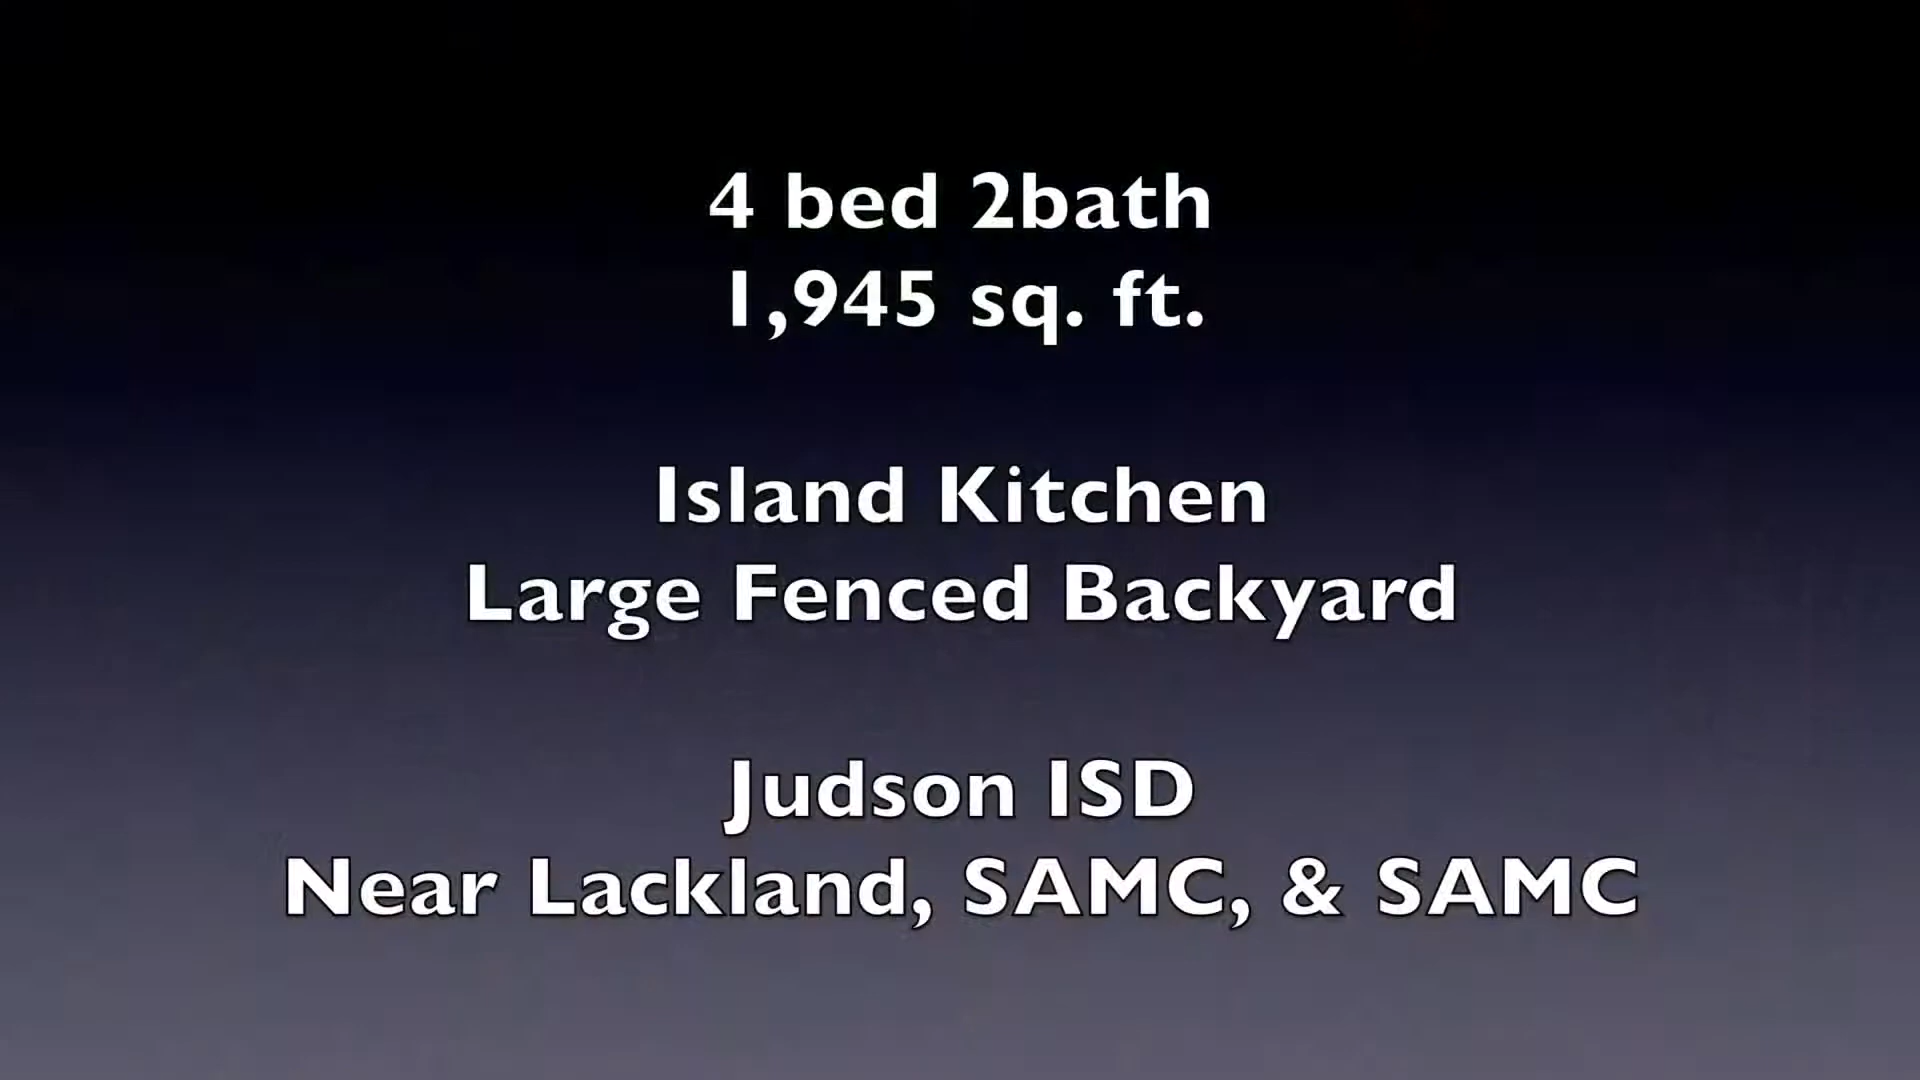 4 bed 2bath
1,945 sq. ft.
Island Kitchen
Large Fenced Backyard
Judson ISD
Near Lackland, SAMC, & SAMC